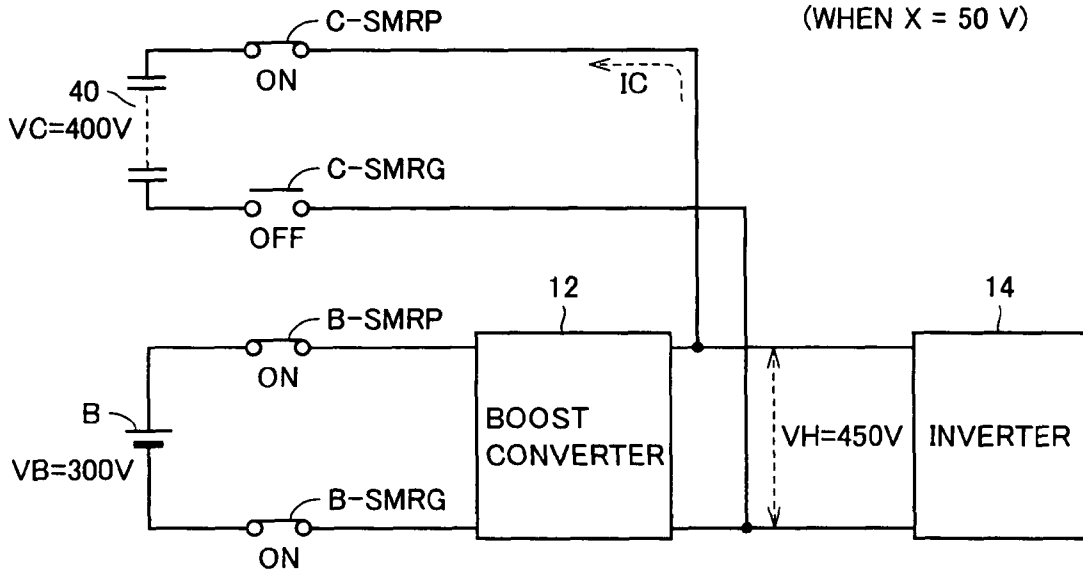 C-SMRP
(WHEN X = 50 V)
ON
IC
40
VC=400V
C-SMRG
OFF
12
14
B-SMRP
ON
B
VB=300V
BOOST
CONVERTER
VH=450V
INVERTER
B-SMRG
ON